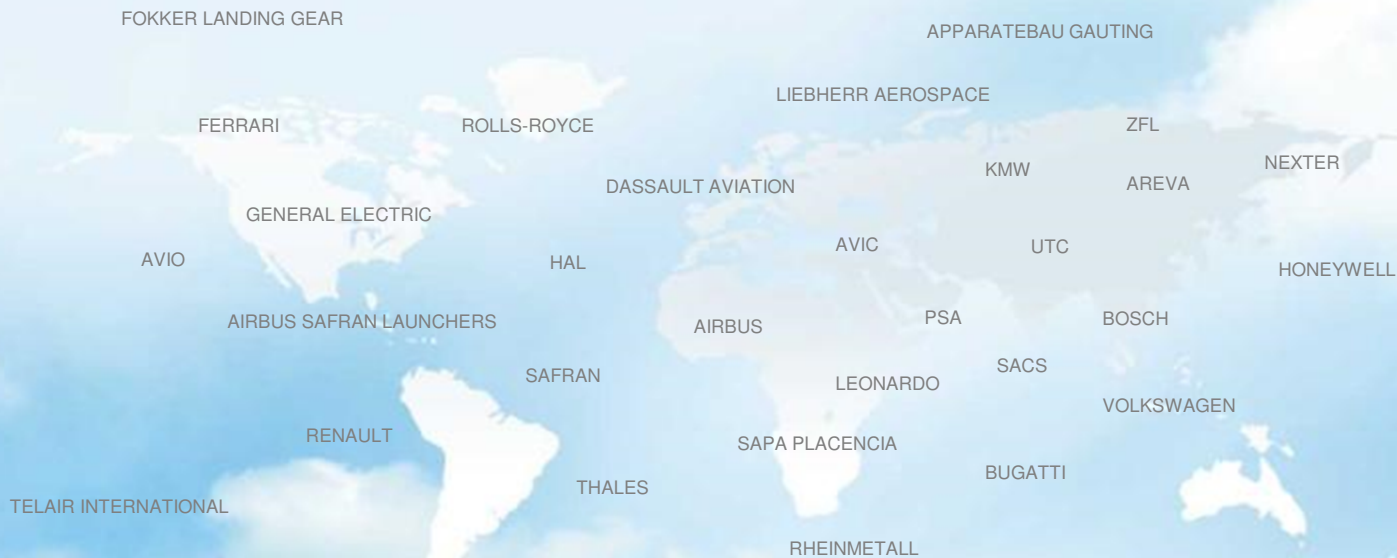 FOKKER LANDING GEAR
APPARATEBAU GAUTING
LIEBHERR AEROSPACE
FERRARI
ROLLS-ROYCE
ZFL
NEXTER
KMW
DASSAULT AVIATION
AREVA
GENERAL ELECTRIC
AVIC
UTC
AVIO
HAL
HONEYWELL
AIRBUS SAFRAN LAUNCHERS
AIRBUS
PSA
BOSCH
SACS
SAFRAN
LEONARDO
VOLKSWAGEN
RENAULT
SAPA PLACENCIA
BUGATTI
THALES
TELAIR INTERNATIONAL
RHEINMETALL